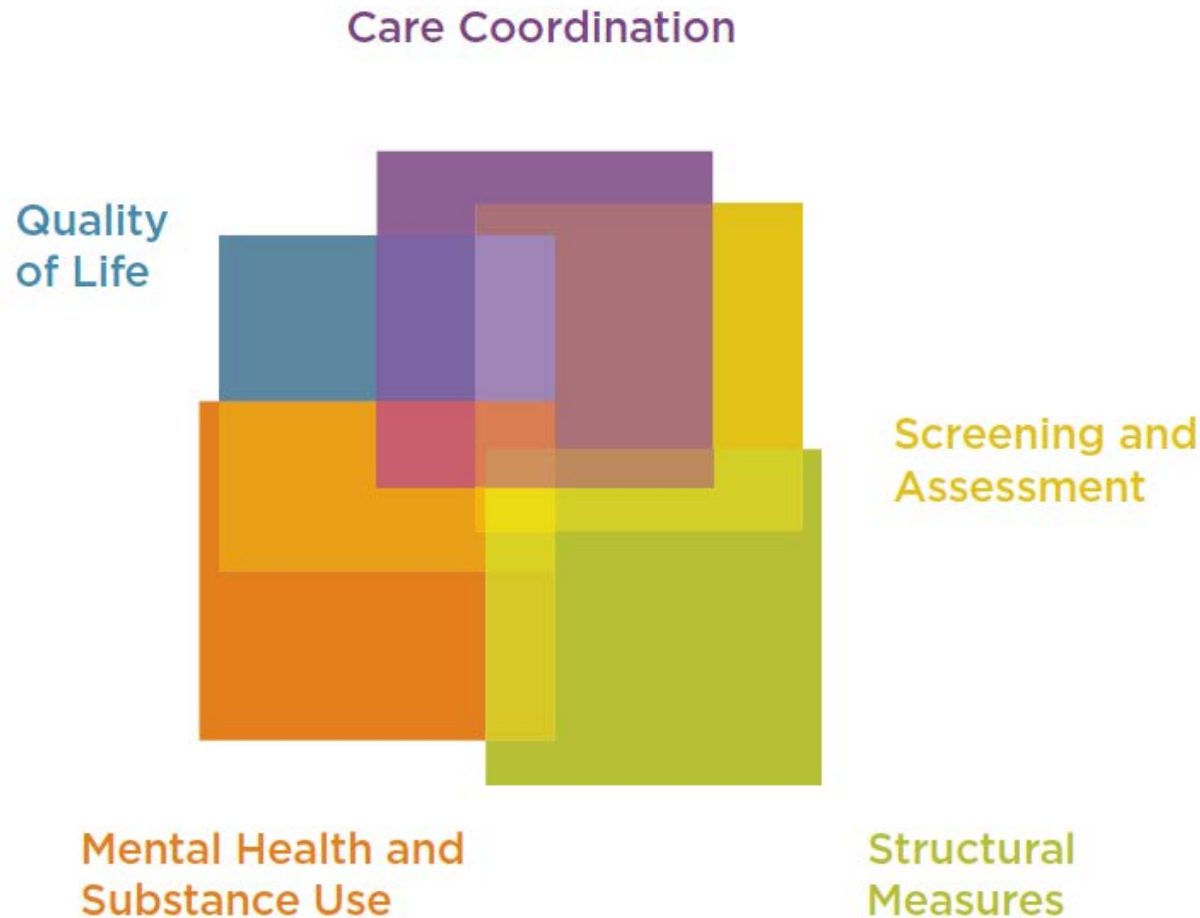 Care Coordination
Quality
of Life
Screening and
Assessment
Mental Health and
Substance Use
Structural
Measures